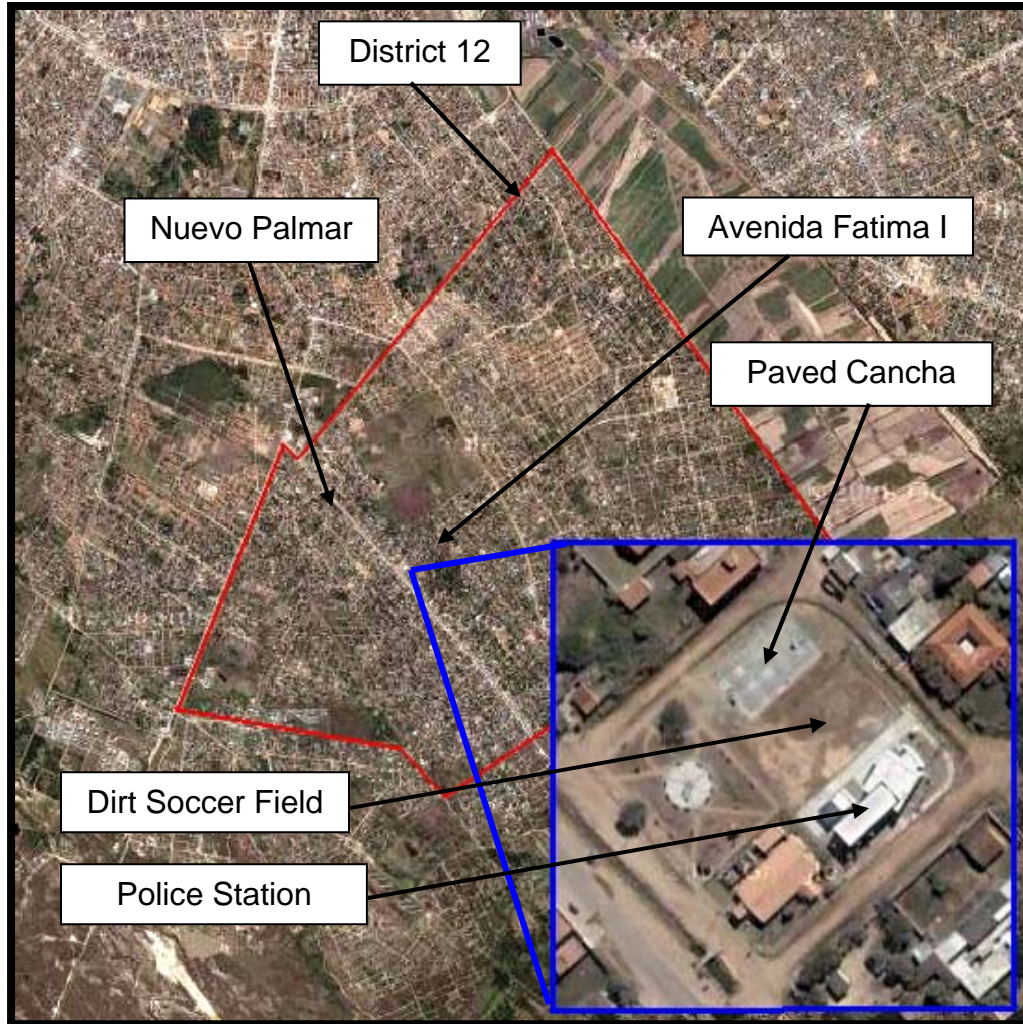 District 12
Nuevo Palmar
Avenida Fatima I
Paved Cancha
Dirt Soccer Field
Police Station